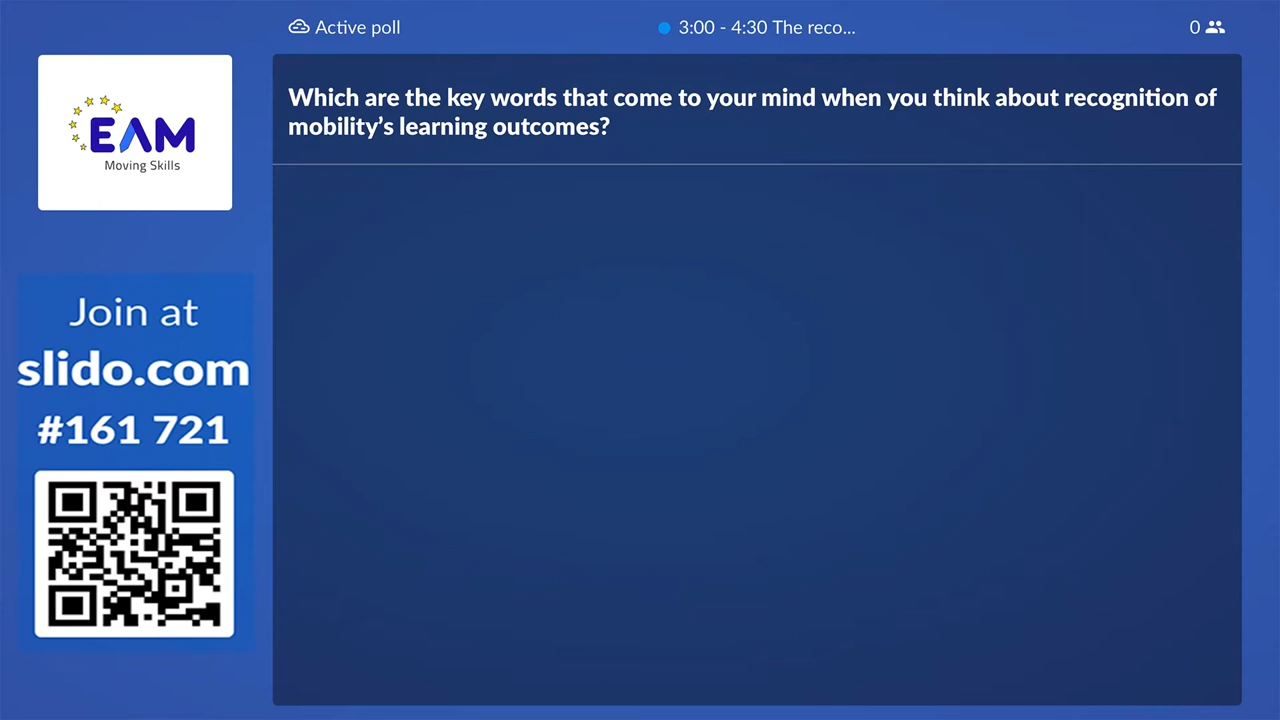 Active poll
3:00 - 4:30 The reco...
0
EAM
Moving Skills
Which are the key words that come to your mind when you think about recognition of
mobility's learning outcomes?
Join at
slido.com
#161 721